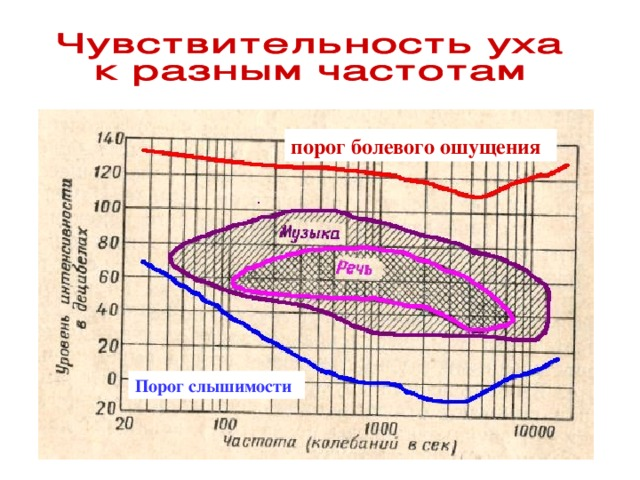 Чувствительность уха
к разным частотам
порог болевого ошущения
Уровень интенсивности
в децибелах
140
120
100
80
60
40
20
0
20
Музыка
Речь
Порог слышимости
20 100 1000 10000
Частота (колебаний в сек)